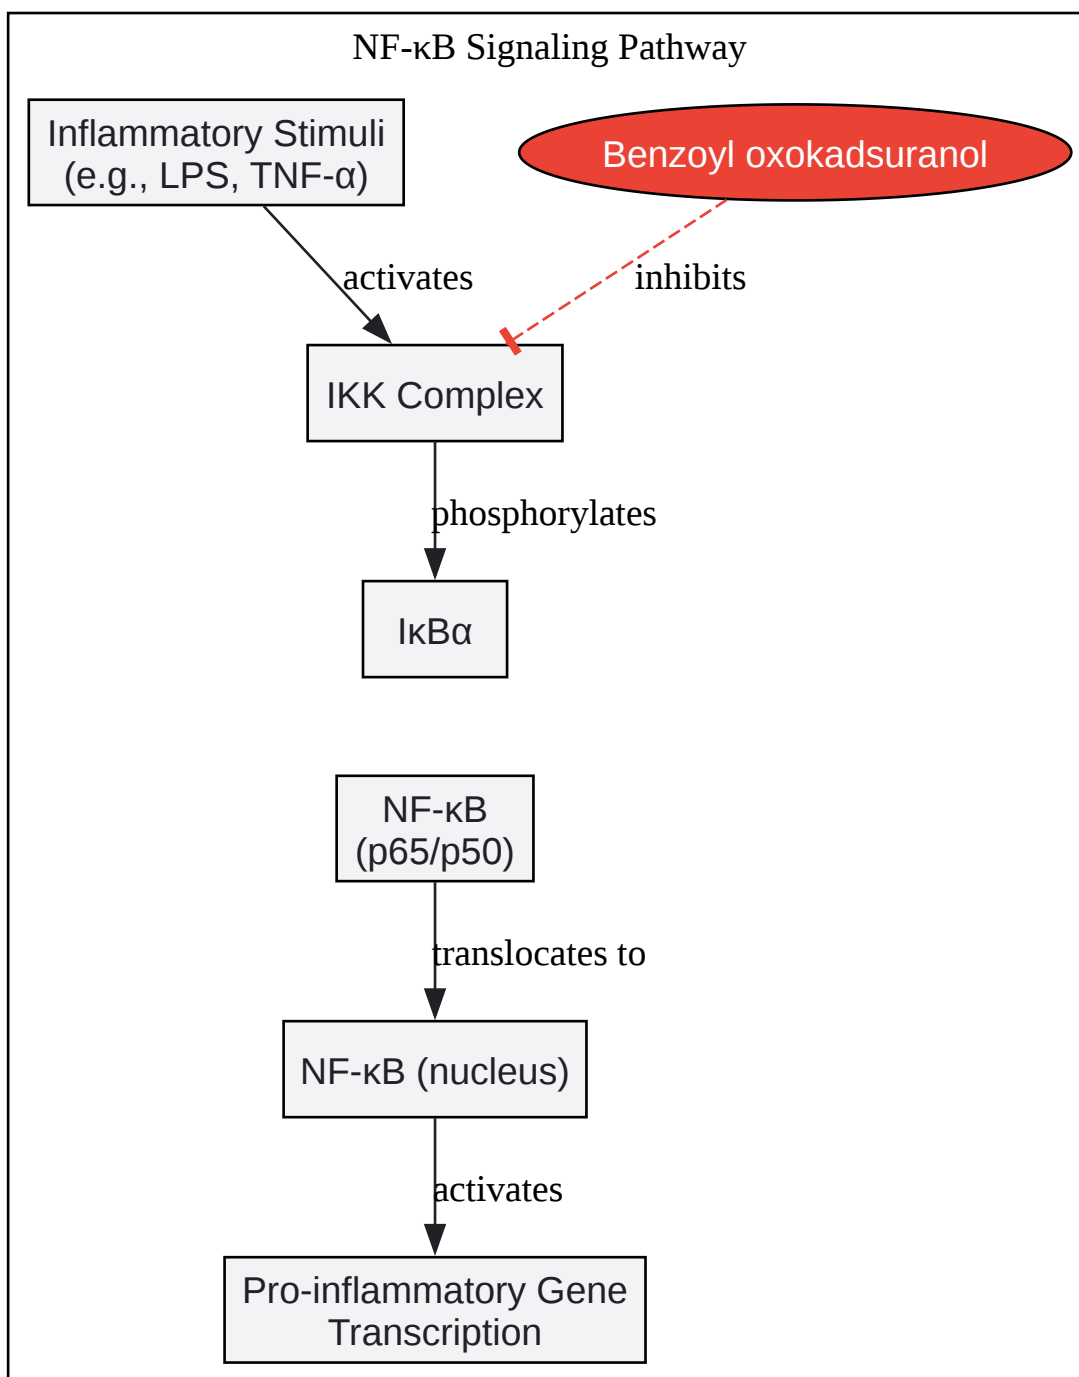 NF-κB Signaling Pathway
Inflammatory Stimuli
(e.g., LPS, TNF-α)
Benzoyl oxokadsuranol
activates
inhibits
IKK Complex
phosphorylates
IκBα
NF-κB
(p65/p50)
translocates to
NF-κB (nucleus)
activates
Pro-inflammatory Gene
Transcription